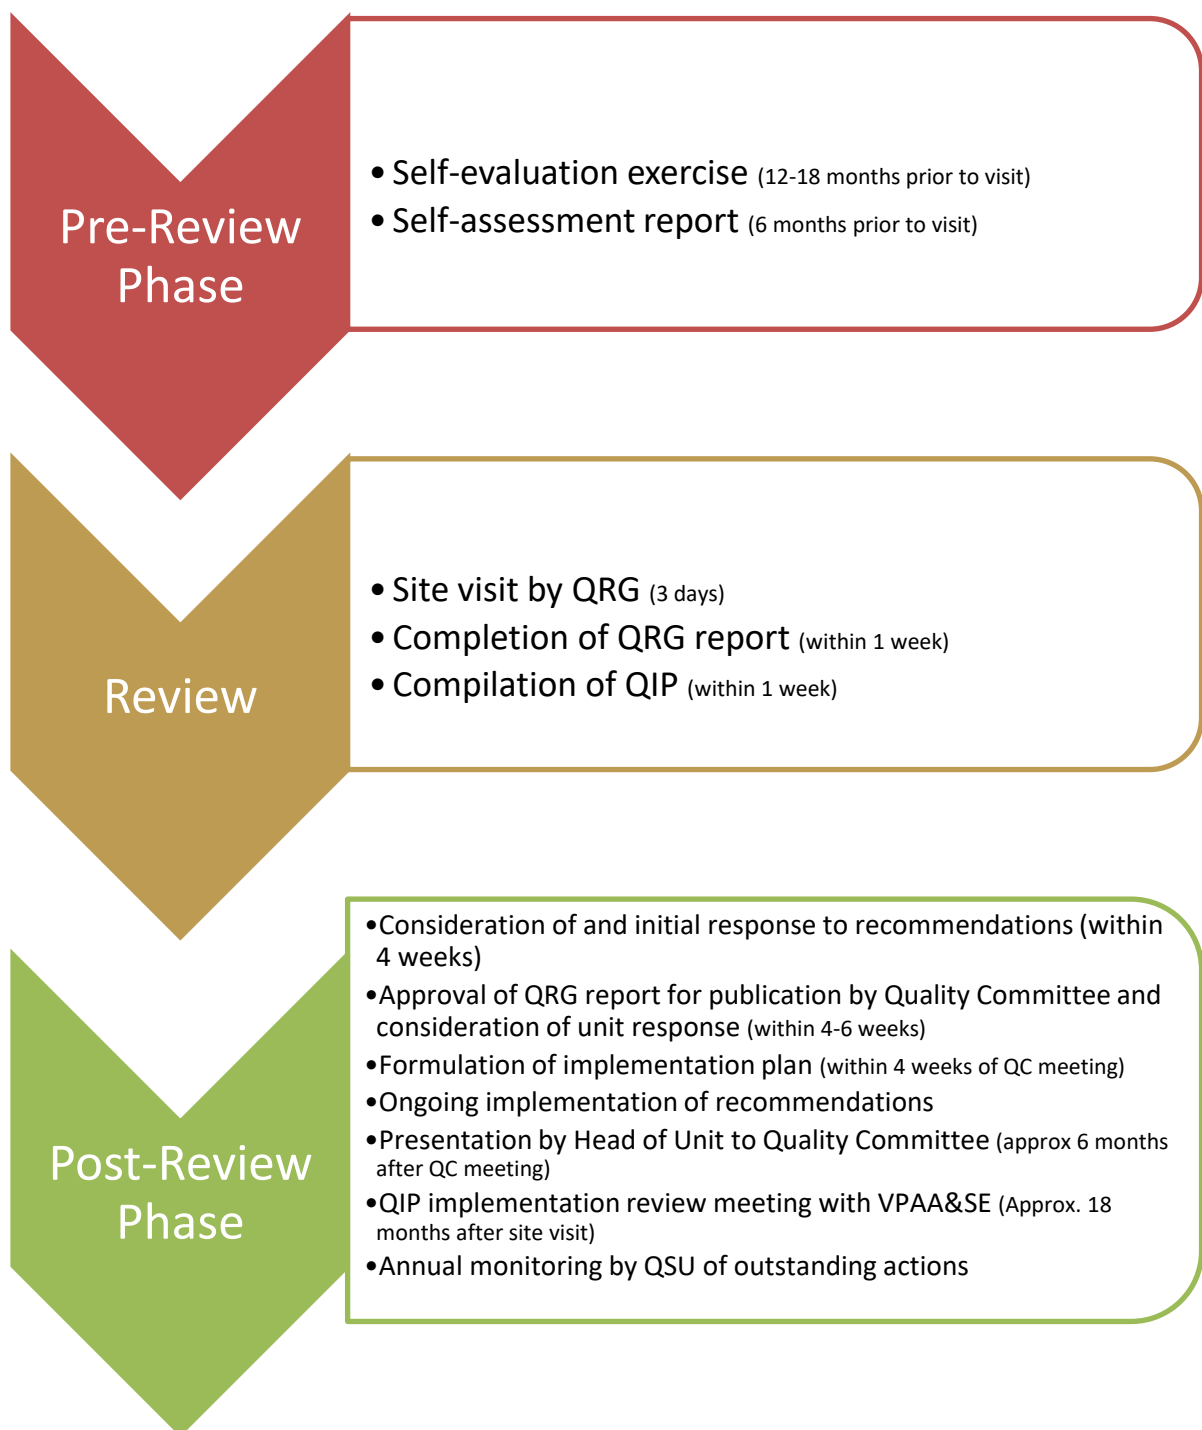 Pre-Review
Phase
• Self-evaluation exercise (12-18 months prior to visit)
• Self-assessment report (6 months prior to visit)
Review
• Site visit by QRG (3 days)
• Completion of QRG report (within 1 week)
• Compilation of QIP (within 1 week)
Post-Review
Phase
•Consideration of and initial response to recommendations (within
4 weeks)
•Approval of QRG report for publication by Quality Committee and
consideration of unit response (within 4-6 weeks)
•Formulation of implementation plan (within 4 weeks of QC meeting)
•Ongoing implementation of recommendations
•Presentation by Head of Unit to Quality Committee (approx 6 months
after QC meeting)
•QIP implementation review meeting with VPAA&SE (Approx. 18
months after site visit)
•Annual monitoring by QSU of outstanding actions